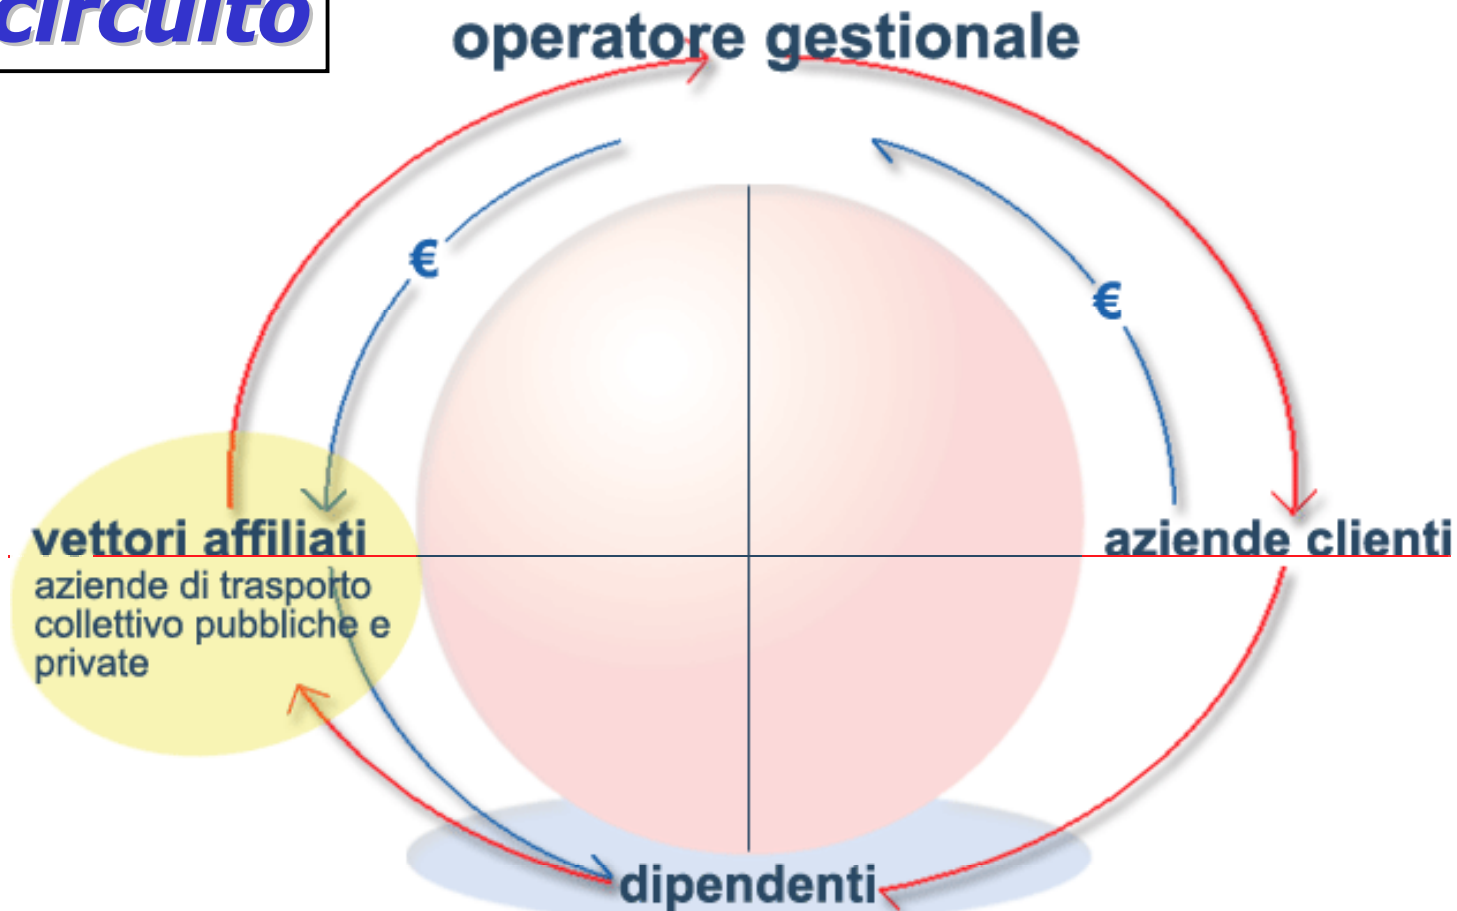 circuito
operatore gestionale
€
€
vettori affiliati
aziende clienti
aziende di trasporto
collettivo pubbliche e
private
dipendenti